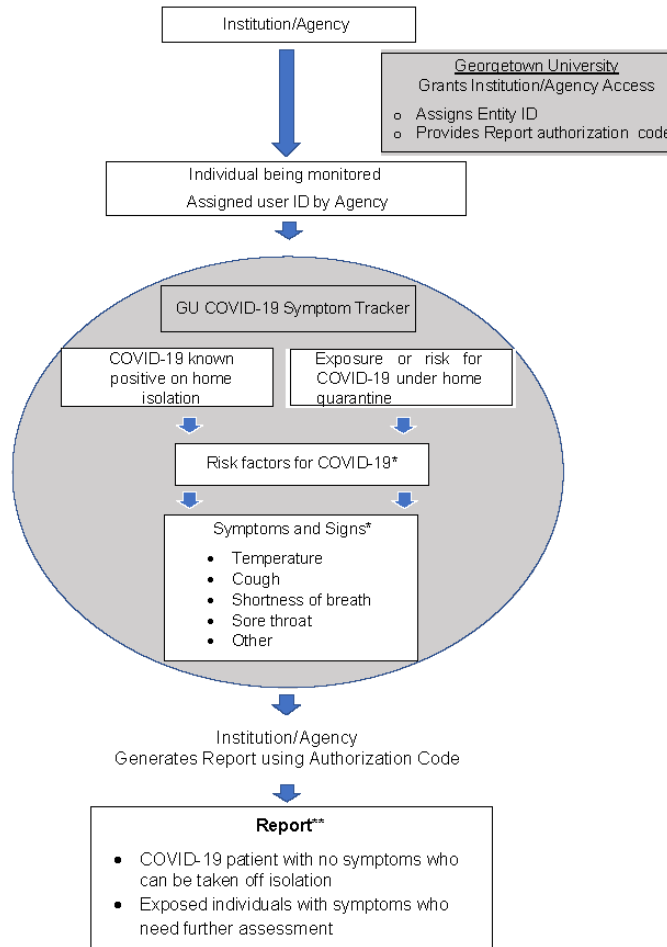 Institution/Agency
Georgetown University
Grants Institution/Agency Access
o Assigns Entity ID
o Provides Report authorization code
Individual being monitored
Assigned user ID by Agency
GU COVID-19 Symptom Tracker
COVID-19 known
positive on home
isolation
Exposure or risk for
COVID-19 under home
quarantine
Risk factors for COVID-19*
Symptoms and Signs*
• Temperature
• Cough
• Shortness of breath
• Sore throat
• Other
Institution/Agency
Generates Report using Authorization Code
Report**
• COVID-19 patient with no symptoms who
can be taken off isolation
• Exposed individuals with symptoms who
need further assessment